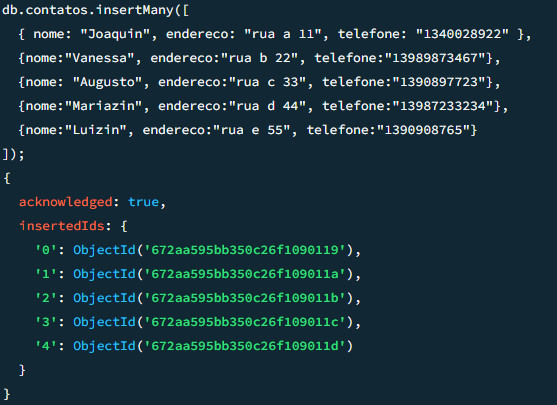 db.contatos.insertMany([
{ nome: "Joaquin", endereco: "rua a 11", telefone: "1340028922" },
{nome:"Vanessa", endereco:"rua b 22", telefone:"13989873467"},
{nome: "Augusto", endereco:"rua c 33", telefone:"1390897723"},
{nome:"Mariazin", endereco:"rua d 44", telefone:"13987233234"},
{nome:"Luizin", endereco:"rua e 55", telefone:"1390908765"}
]);
{
acknowledged: true,
insertedIds: {
'0': ObjectId('672aa595bb350c26f1090119'),
'1': ObjectId('672aa595bb350c26f109011a'),
'2': ObjectId('672aa595bb350c26f109011b'),
'3': ObjectId('672aa595bb350c26f109011c'),
'4': ObjectId('672aa595bb350c26f109011d')
}
}